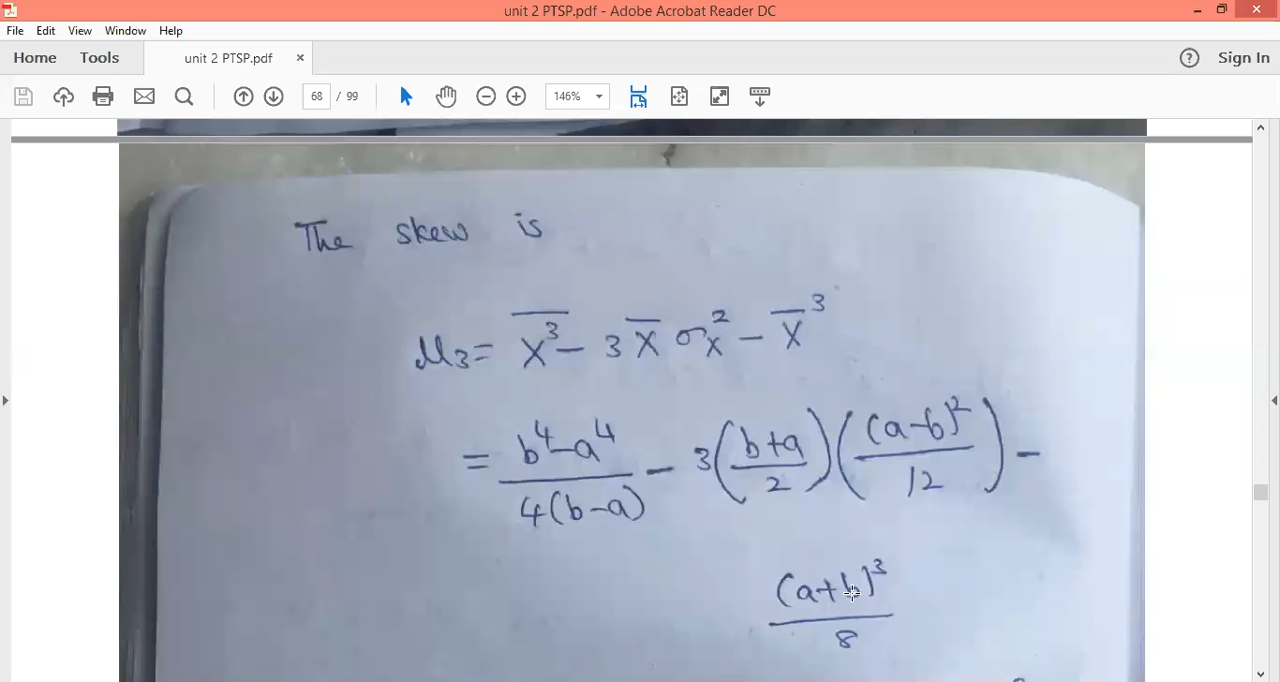 unit 2 PTSP.pdf - Adobe Acrobat Reader DC
File Edit View Window Help
Home Tools unit 2 PTSP.pdf × Sign In
68 / 99 146%
The skew is
μ₃ = X̅³̅ - 3 X̅ σₓ² - X̅³
= b⁴-a⁴ / 4(b-a) - 3 (b+a / 2) ((a-b)² / 12) -
(a+b)³ / 8